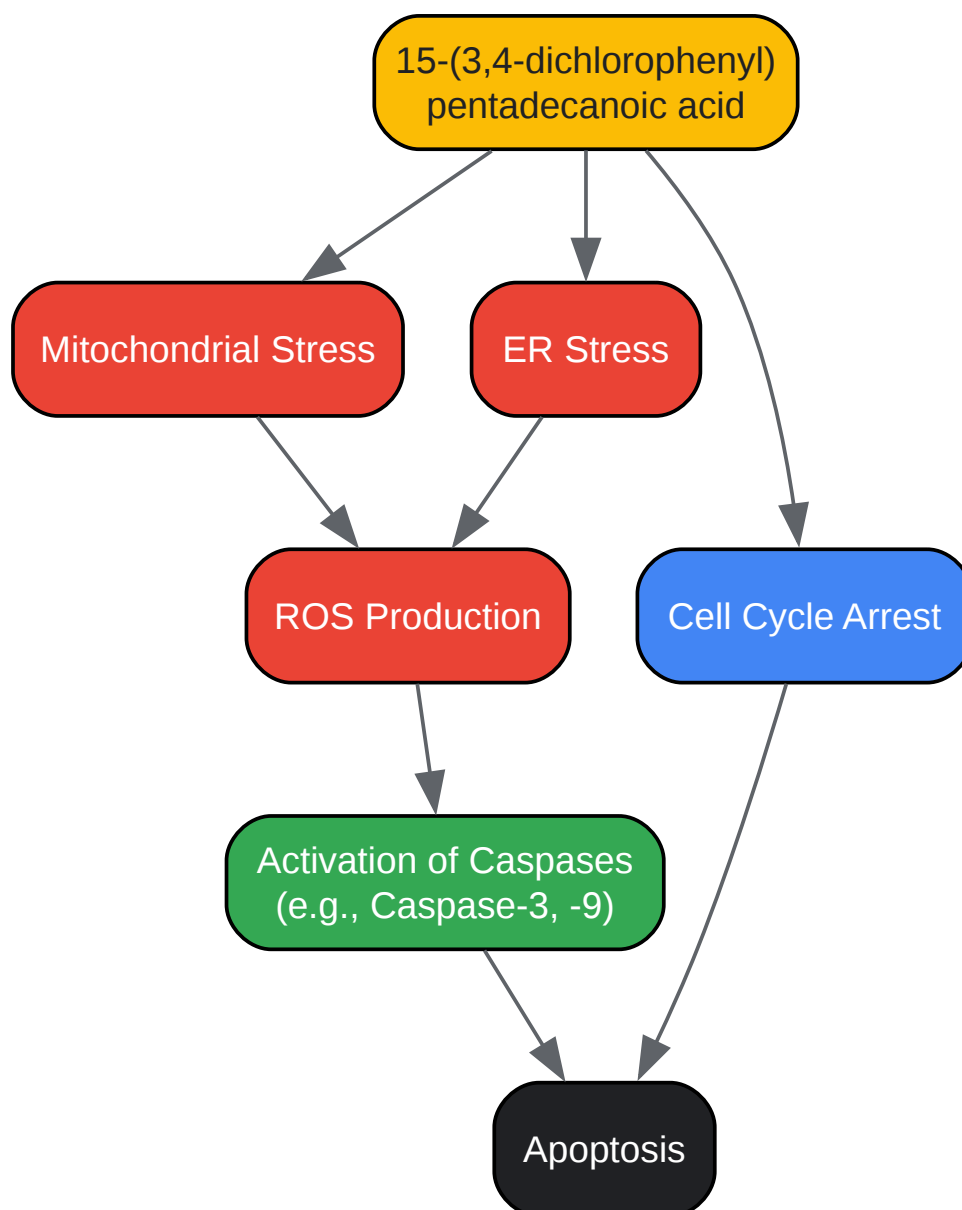 15-(3,4-dichlorophenyl)
pentadecanoic acid
Mitochondrial Stress
ER Stress
ROS Production
Cell Cycle Arrest
Activation of Caspases
(e.g., Caspase-3, -9)
Apoptosis